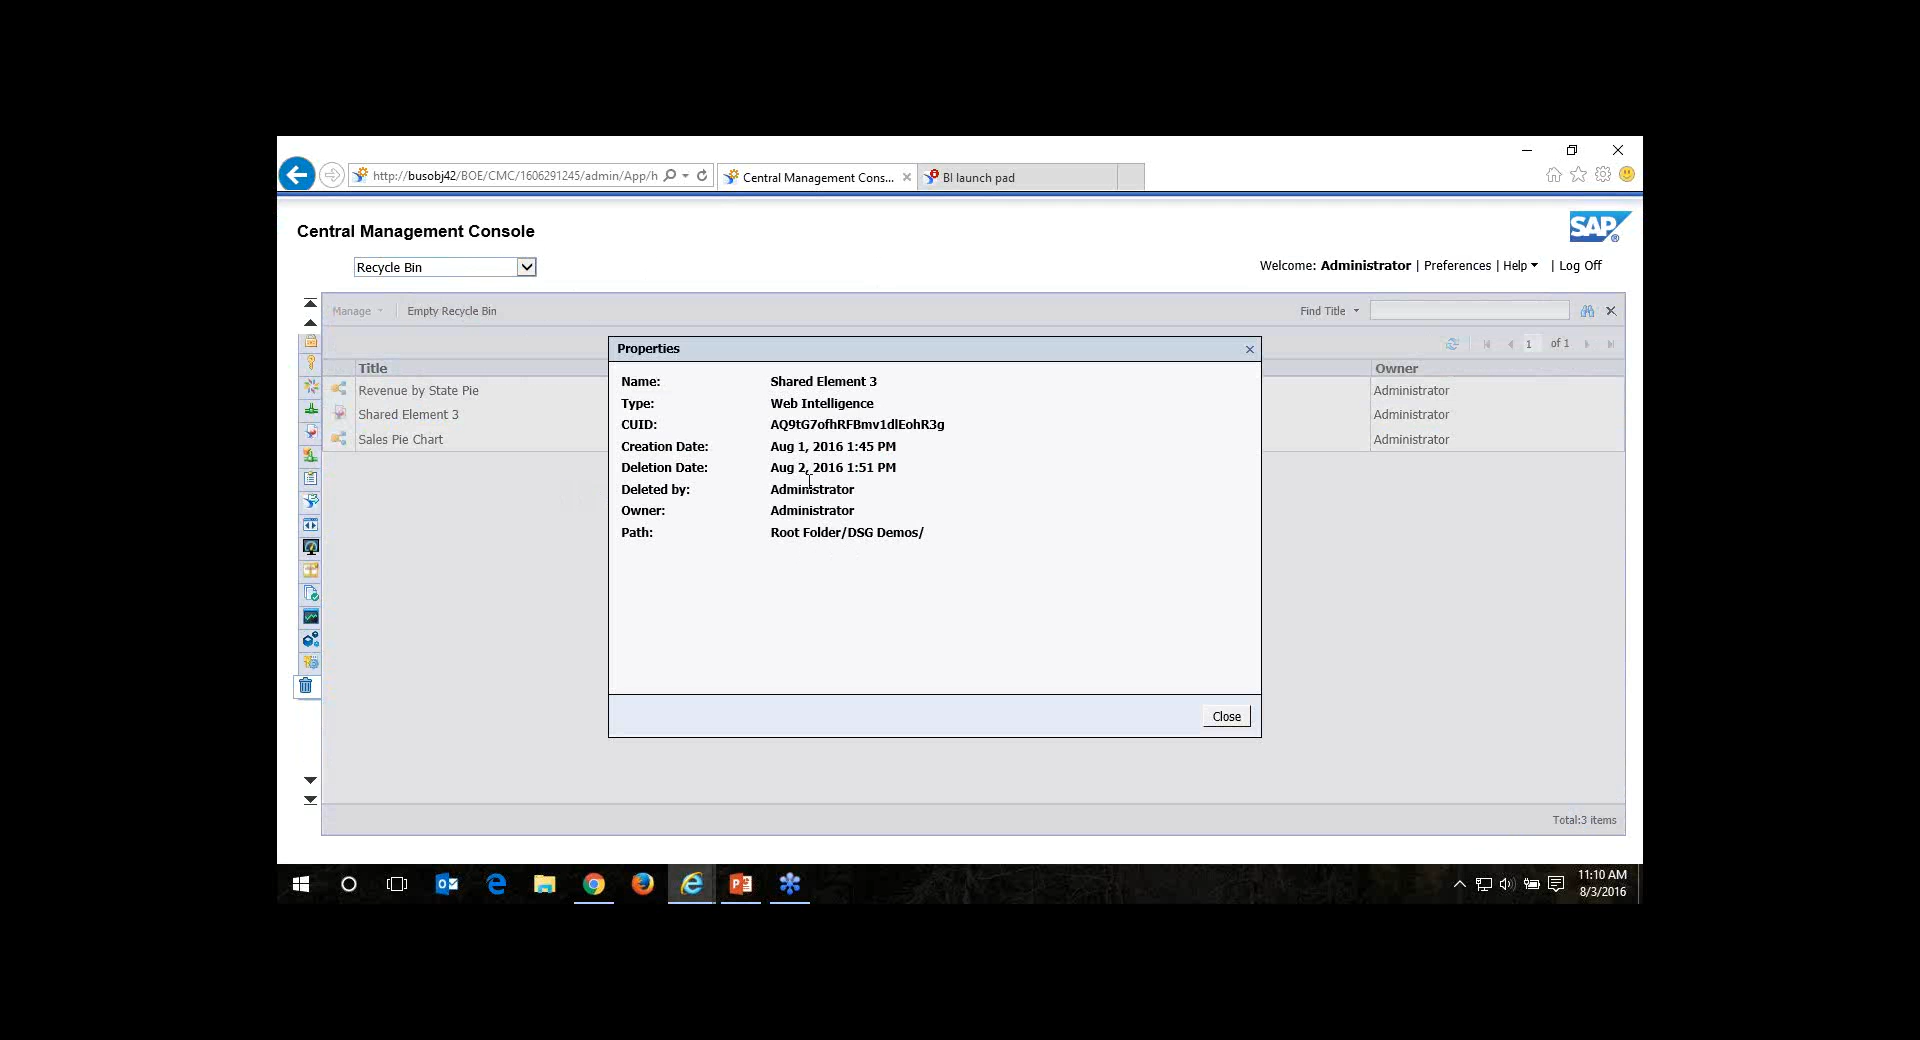 http://busobj42/BOE/CMC/1606291245/admin/App/h
Central Management Cons...
BI launch pad
Central Management Console
SAP®
Recycle Bin
Welcome: Administrator | Preferences | Help | Log Off
Manage
Empty Recycle Bin
Find Title
1 of 1
Properties
Title
Owner
Name: Shared Element 3
Type: Web Intelligence
CUID: AQ9tG7ofhRFBmv1dlEohR3g
Creation Date: Aug 1, 2016 1:45 PM
Deletion Date: Aug 2, 2016 1:51 PM
Deleted by: Administrator
Owner: Administrator
Path: Root Folder/DSG Demos/
Revenue by State Pie
Administrator
Shared Element 3
Administrator
Sales Pie Chart
Administrator
Close
Total:3 items
11:10 AM
8/3/2016